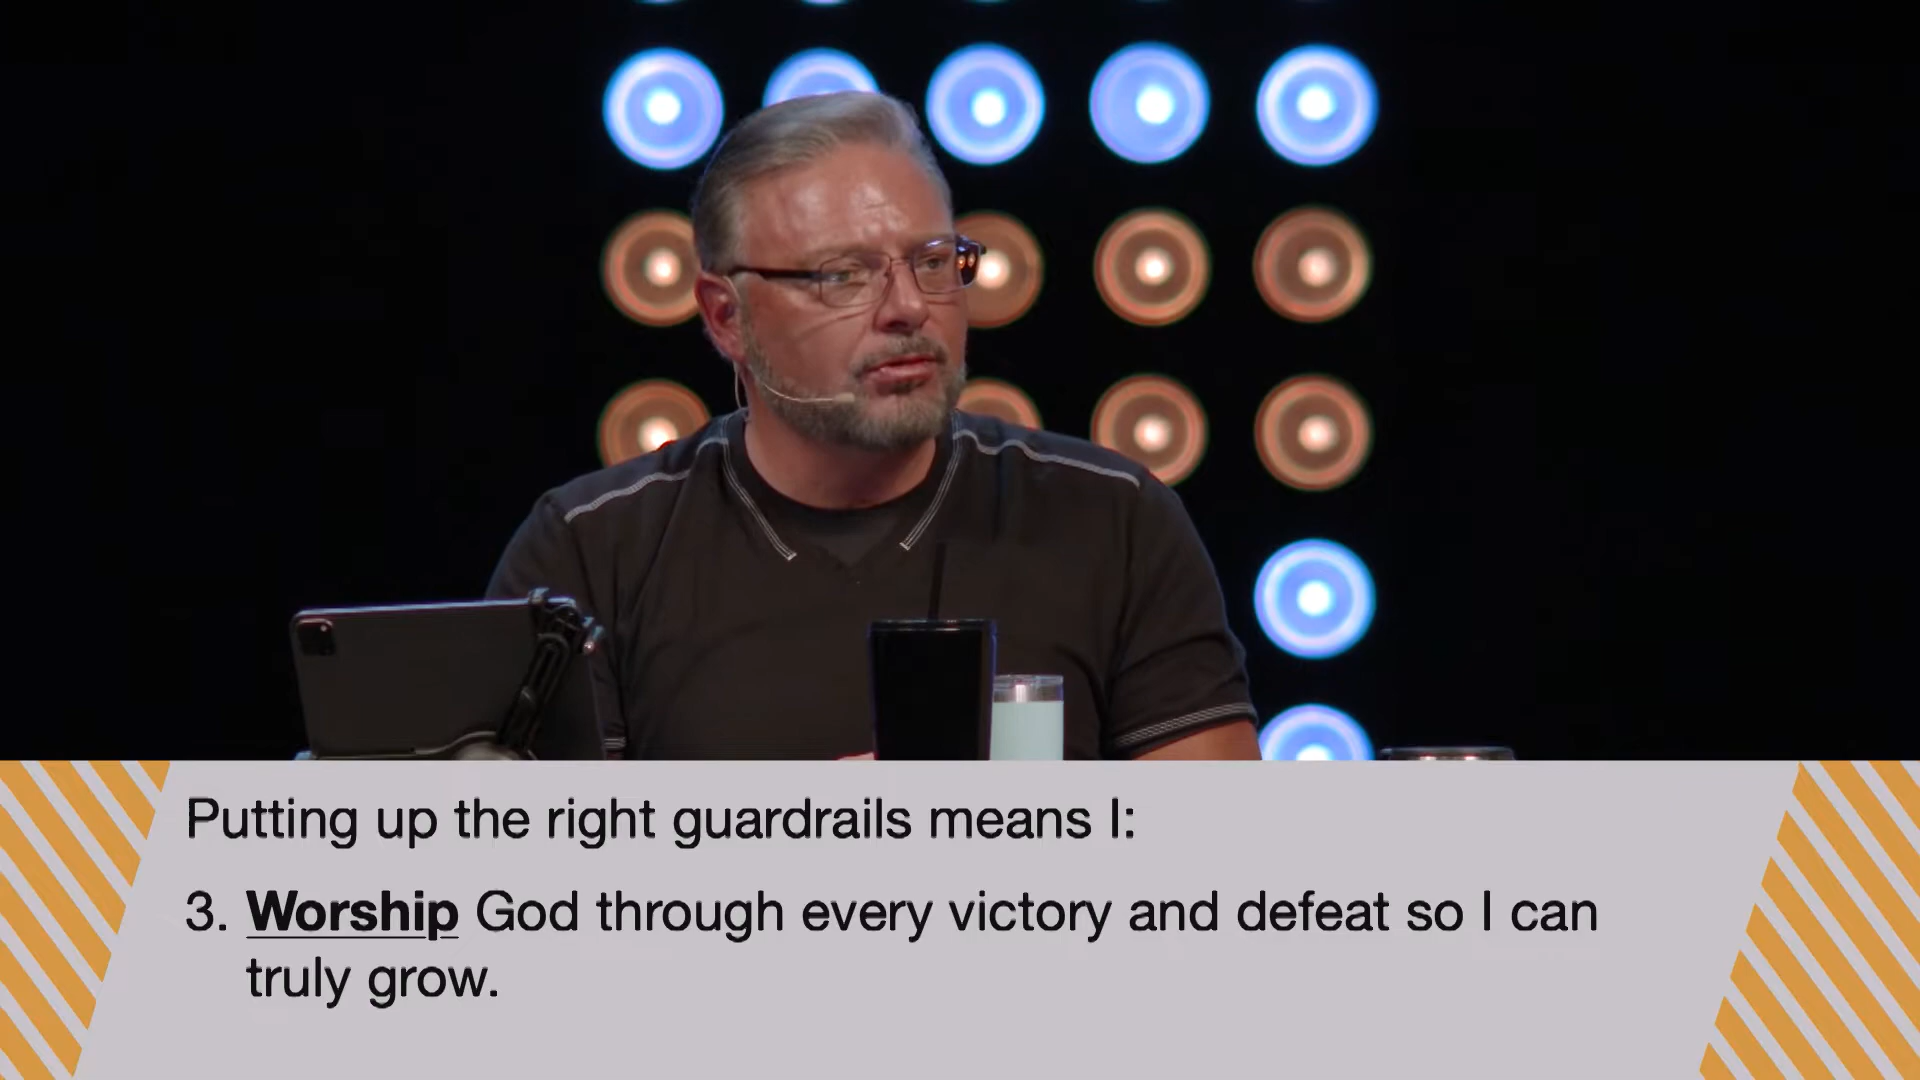 Putting up the right guardrails means I:
3. Worship God through every victory and defeat so I can
truly grow.